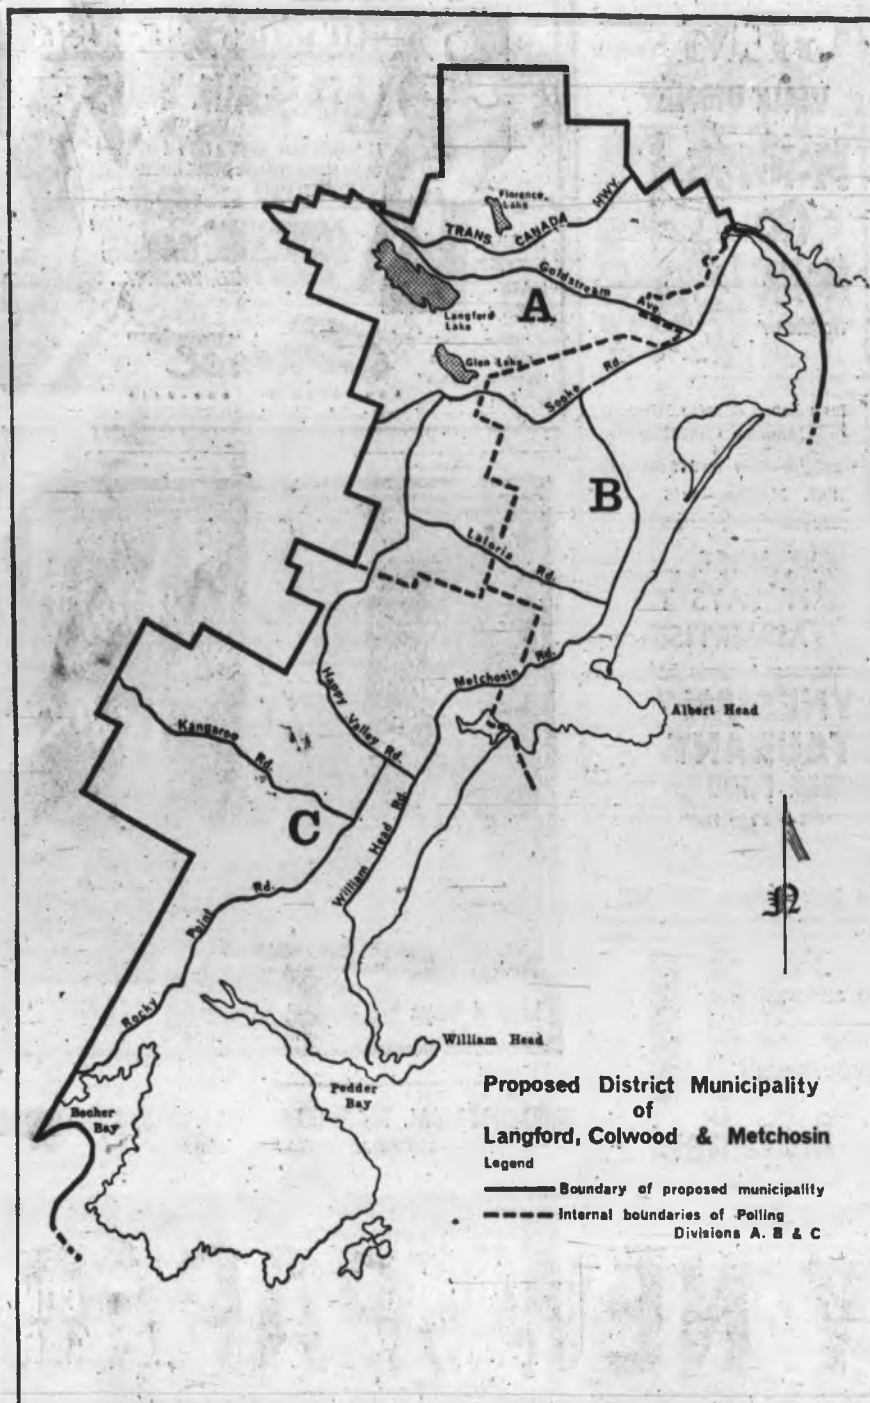 Florence
Lake
TRANS CANADA HWY.
Goldstream Ave.
A
Langford
Lake
Glen Lake
Sooke Rd.
B
Latoria Rd.
Metchosin Rd.
Albert Head
Happy Valley Rd.
Kangaroo Rd.
C
William Head Rd.
N
Rocky Point Rd.
William Head
Pedder
Bay
Becher
Bay
Proposed District Municipality
of
Langford, Colwood & Metchosin
Legend
Boundary of proposed municipality
Internal boundaries of Polling
Divisions A. B & C